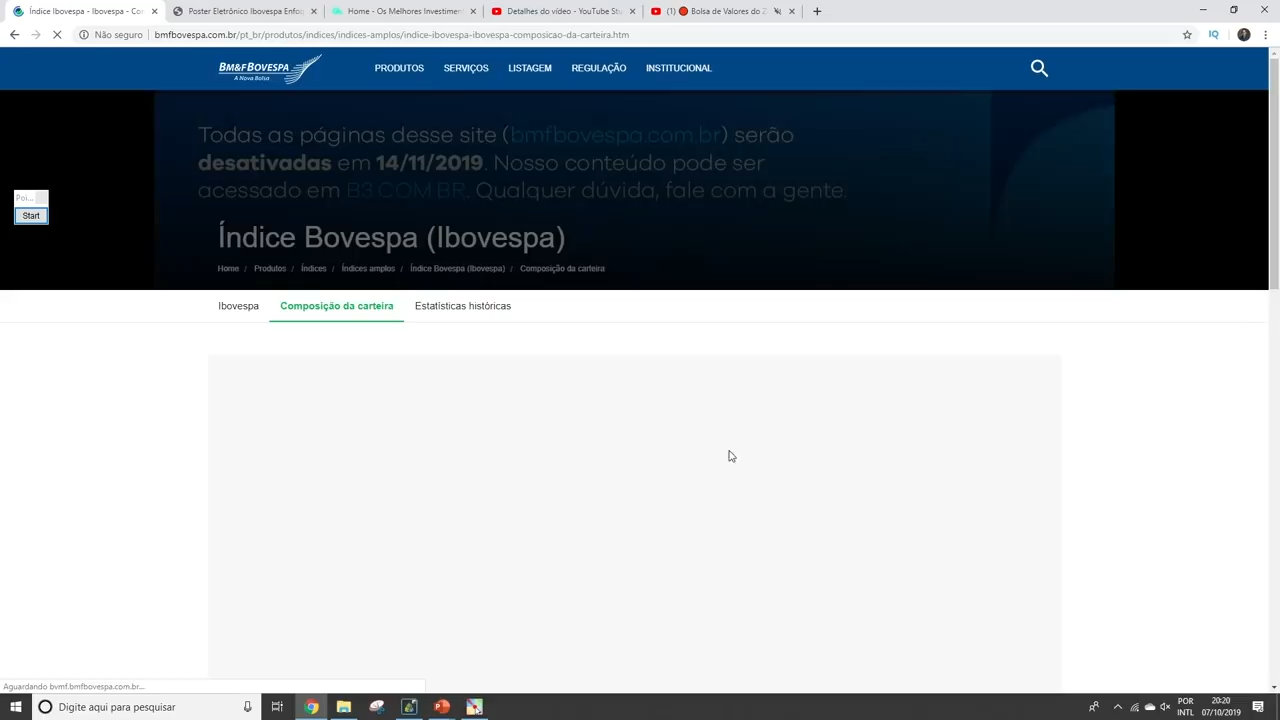 Índice Ibovespa - Ibovespa - Co
Poster Eletrônico Ibovespa Enfoq
Home - Os Melhores Investiment
Detalhes do vídeo - YouTube Stu
(1) 🔴 Bolsa de Valores do Z
Não seguro
bmfbovespa.com.br/pt_br/produtos/indices/indices-amplos/indice-ibovespa-ibovespa-composicao-da-carteira.htm
IQ
BM&FBOVESPA
A Nova Bolsa
PRODUTOS SERVIÇOS LISTAGEM REGULAÇÃO INSTITUCIONAL
Todas as páginas desse site (bmfbovespa.com.br) serão
desativadas em 14/11/2019. Nosso conteúdo pode ser
acessado em B3.COM.BR. Qualquer dúvida, fale com a gente.
Poi...
Start
Índice Bovespa (Ibovespa)
Home / Produtos / Índices / Índices amplos / Índice Bovespa (Ibovespa) / Composição da carteira
Ibovespa Composição da carteira Estatísticas históricas
Aguardando bvmf.bmfbovespa.com.br...
Digite aqui para pesquisar
POR
INTL
20:20
07/10/2019